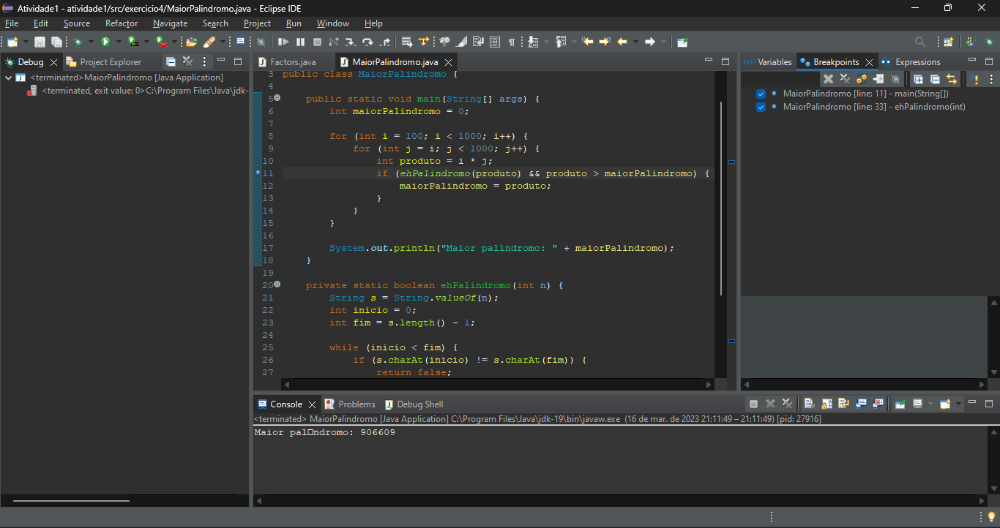 Atividade1 - atividade1/src/exercicio4/MaiorPalindromo.java - Eclipse IDE
File Edit Source Refactor Navigate Search Project Run Window Help
Debug Project Explorer
<terminated>MaiorPalindromo [Java Application]
<terminated, exit value: 0>C:\Program Files\Java\jdk-
Factors.java MaiorPalindromo.java
3 public class MaiorPalindromo {
4
5 public static void main(String[] args) {
6 int maiorPalindromo = 0;
7
8 for (int i = 100; i < 1000; i++) {
9 for (int j = i; j < 1000; j++) {
10 int produto = i * j;
11 if (ehPalindromo(produto) && produto > maiorPalindromo) {
12 maiorPalindromo = produto;
13 }
14 }
15 }
16
17 System.out.println("Maior palíndromo: " + maiorPalindromo);
18 }
19
20 private static boolean ehPalindromo(int n) {
21 String s = String.valueOf(n);
22 int inicio = 0;
23 int fim = s.length() - 1;
24
25 while (inicio < fim) {
26 if (s.charAt(inicio) != s.charAt(fim)) {
27 return false;
(x)= Variables Breakpoints Expressions
MaiorPalindromo [line: 11] - main(String[])
MaiorPalindromo [line: 33] - ehPalindromo(int)
Console Problems Debug Shell
<terminated> MaiorPalindromo [Java Application] C:\Program Files\Java\jdk-19\bin\javaw.exe (16 de mar. de 2023 21:11:49 – 21:11:49) [pid: 27916]
Maior pal□ndromo: 906609